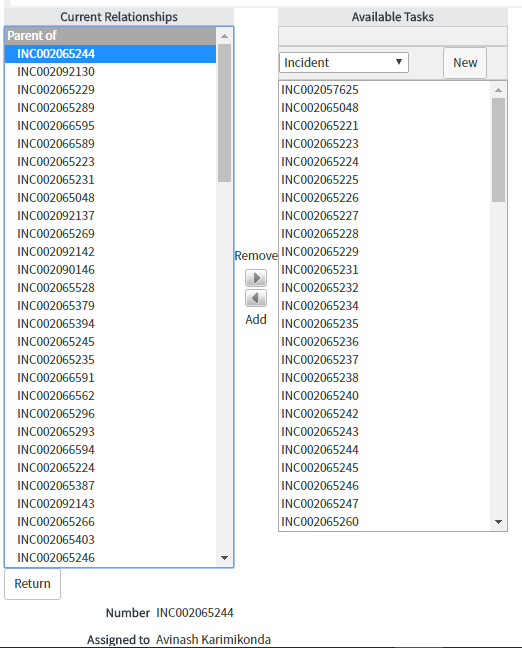 Current Relationships
Parent of
INC002065244
INC002092130
INC002065229
INC002065289
INC002066595
INC002066589
INC002065223
INC002065231
INC002065048
INC002092137
INC002065269
INC002092142
INC002090146
INC002065528
INC002065379
INC002065394
INC002065245
INC002065235
INC002066591
INC002066562
INC002065296
INC002065293
INC002066594
INC002065224
INC002065387
INC002092143
INC002065266
INC002065403
INC002065246
Remove
Add
Available Tasks
Incident
New
INC002057625
INC002065048
INC002065221
INC002065223
INC002065224
INC002065225
INC002065226
INC002065227
INC002065228
INC002065229
INC002065231
INC002065232
INC002065234
INC002065235
INC002065236
INC002065237
INC002065238
INC002065240
INC002065242
INC002065243
INC002065244
INC002065245
INC002065246
INC002065247
INC002065260
Return
Number INC002065244
Assigned to Avinash Karimikonda